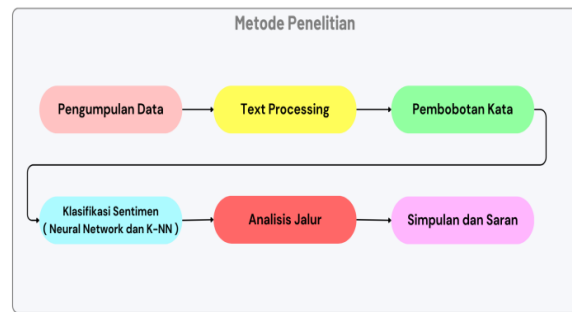 Metode Penelitian
Pengumpulan Data
Text Processing
Pembobotan Kata
Klasifikasi Sentimen
( Neural Network dan K-NN )
Analisis Jalur
Simpulan dan Saran